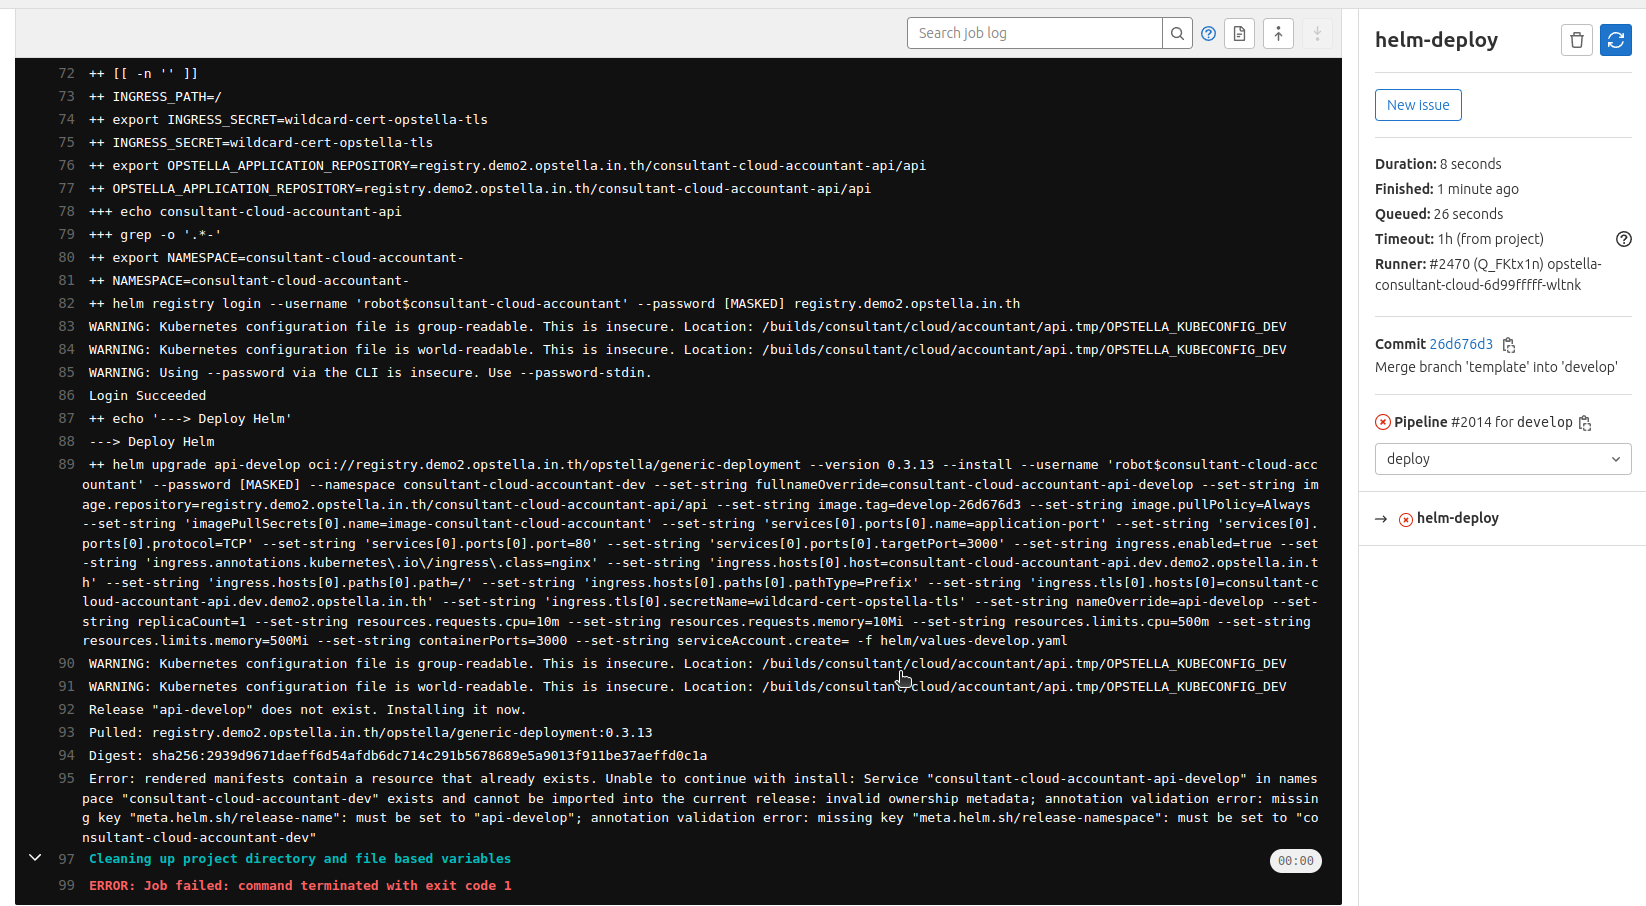 Search job log
72 ++ [[ -n '' ]]
73 ++ INGRESS_PATH=/
74 ++ export INGRESS_SECRET=wildcard-cert-opstella-tls
75 ++ INGRESS_SECRET=wildcard-cert-opstella-tls
76 ++ export OPSTELLA_APPLICATION_REPOSITORY=registry.demo2.opstella.in.th/consultant-cloud-accountant-api/api
77 ++ OPSTELLA_APPLICATION_REPOSITORY=registry.demo2.opstella.in.th/consultant-cloud-accountant-api/api
78 +++ echo consultant-cloud-accountant-api
79 +++ grep -o '.*-'
80 ++ export NAMESPACE=consultant-cloud-accountant-
81 ++ NAMESPACE=consultant-cloud-accountant-
82 ++ helm registry login --username 'robot$consultant-cloud-accountant' --password [MASKED] registry.demo2.opstella.in.th
83 WARNING: Kubernetes configuration file is group-readable. This is insecure. Location: /builds/consultant/cloud/accountant/api.tmp/OPSTELLA_KUBECONFIG_DEV
84 WARNING: Kubernetes configuration file is world-readable. This is insecure. Location: /builds/consultant/cloud/accountant/api.tmp/OPSTELLA_KUBECONFIG_DEV
85 WARNING: Using --password via the CLI is insecure. Use --password-stdin.
86 Login Succeeded
87 ++ echo '---> Deploy Helm'
88 ---> Deploy Helm
89 ++ helm upgrade api-develop oci://registry.demo2.opstella.in.th/opstella/generic-deployment --version 0.3.13 --install --username 'robot$consultant-cloud-acc
ountant' --password [MASKED] --namespace consultant-cloud-accountant-dev --set-string fullnameOverride=consultant-cloud-accountant-api-develop --set-string im
age.repository=registry.demo2.opstella.in.th/consultant-cloud-accountant-api/api --set-string image.tag=develop-26d676d3 --set-string image.pullPolicy=Always
--set-string 'imagePullSecrets[0].name=image-consultant-cloud-accountant' --set-string 'services[0].ports[0].name=application-port' --set-string 'services[0].
ports[0].protocol=TCP' --set-string 'services[0].ports[0].port=80' --set-string 'services[0].ports[0].targetPort=3000' --set-string ingress.enabled=true --set
-string 'ingress.annotations.kubernetes\.io\/ingress\.class=nginx' --set-string 'ingress.hosts[0].host=consultant-cloud-accountant-api.dev.demo2.opstella.in.t
h' --set-string 'ingress.hosts[0].paths[0].path=/' --set-string 'ingress.hosts[0].paths[0].pathType=Prefix' --set-string 'ingress.tls[0].hosts[0]=consultant-c
loud-accountant-api.dev.demo2.opstella.in.th' --set-string 'ingress.tls[0].secretName=wildcard-cert-opstella-tls' --set-string nameOverride=api-develop --set-
string replicaCount=1 --set-string resources.requests.cpu=10m --set-string resources.requests.memory=10Mi --set-string resources.limits.cpu=500m --set-string
resources.limits.memory=500Mi --set-string containerPorts=3000 --set-string serviceAccount.create= -f helm/values-develop.yaml
90 WARNING: Kubernetes configuration file is group-readable. This is insecure. Location: /builds/consultant/cloud/accountant/api.tmp/OPSTELLA_KUBECONFIG_DEV
91 WARNING: Kubernetes configuration file is world-readable. This is insecure. Location: /builds/consultant/cloud/accountant/api.tmp/OPSTELLA_KUBECONFIG_DEV
92 Release "api-develop" does not exist. Installing it now.
93 Pulled: registry.demo2.opstella.in.th/opstella/generic-deployment:0.3.13
94 Digest: sha256:2939d9671daeff6d54afdb6dc714c291b5678689e5a9013f911be37aeffd0c1a
95 Error: rendered manifests contain a resource that already exists. Unable to continue with install: Service "consultant-cloud-accountant-api-develop" in names
pace "consultant-cloud-accountant-dev" exists and cannot be imported into the current release: invalid ownership metadata; annotation validation error: missin
g key "meta.helm.sh/release-name": must be set to "api-develop"; annotation validation error: missing key "meta.helm.sh/release-namespace": must be set to "co
nsultant-cloud-accountant-dev"
97 Cleaning up project directory and file based variables 00:00
99 ERROR: Job failed: command terminated with exit code 1
helm-deploy
New issue
Duration: 8 seconds
Finished: 1 minute ago
Queued: 26 seconds
Timeout: 1h (from project)
Runner: #2470 (Q_FKtx1n) opstella-
consultant-cloud-6d99fffff-wltnk
Commit 26d676d3
Merge branch 'template' into 'develop'
Pipeline #2014 for develop
deploy
→ helm-deploy